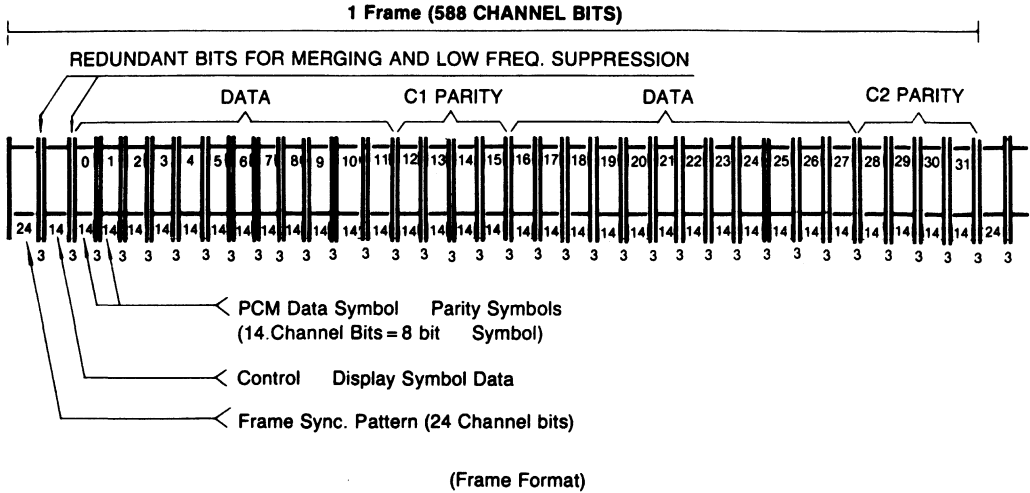 1 Frame (588 CHANNEL BITS)
REDUNDANT BITS FOR MERGING AND LOW FREQ. SUPPRESSION
DATA C1 PARITY DATA C2 PARITY
0 1 2 3 4 5 6 7 8 9 10 11 12 13 14 15 16 17 18 19 20 21 22 23 24 25 26 27 28 29 30 31
24 14 14 14 14 14 14 14 14 14 14 14 14 14 14 14 14 14 14 14 14 14 14 14 14 14 14 14 14 14 14 14 14 14 24
3 3 3 3 3 3 3 3 3 3 3 3 3 3 3 3 3 3 3 3 3 3 3 3 3 3 3 3 3 3 3 3 3 3 3
PCM Data Symbol Parity Symbols
(14.Channel Bits = 8 bit Symbol)
Control Display Symbol Data
Frame Sync. Pattern (24 Channel bits)
(Frame Format)